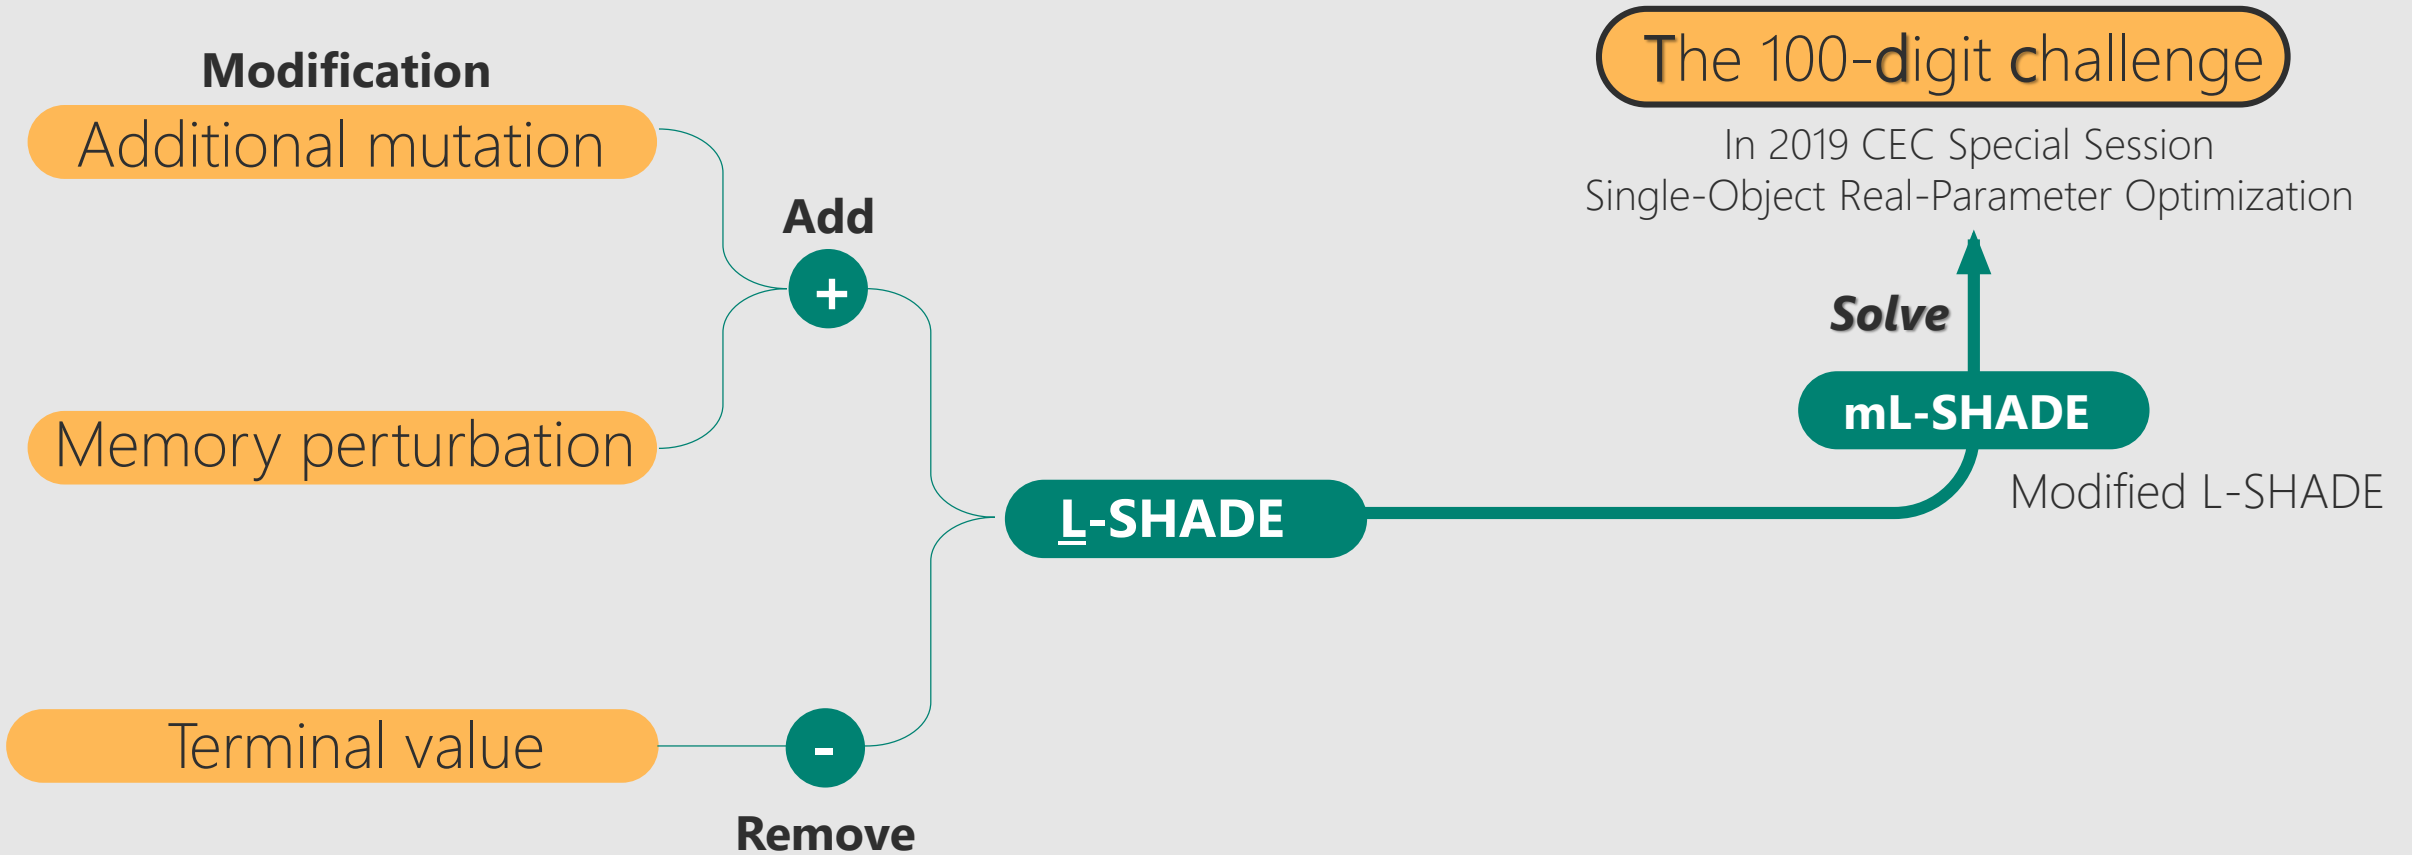 Modification
Additional mutation
Memory perturbation
Terminal value
Add
+
-
Remove
L-SHADE
The 100-digit challenge
In 2019 CEC Special Session
Single-Object Real-Parameter Optimization
Solve
mL-SHADE
Modified L-SHADE